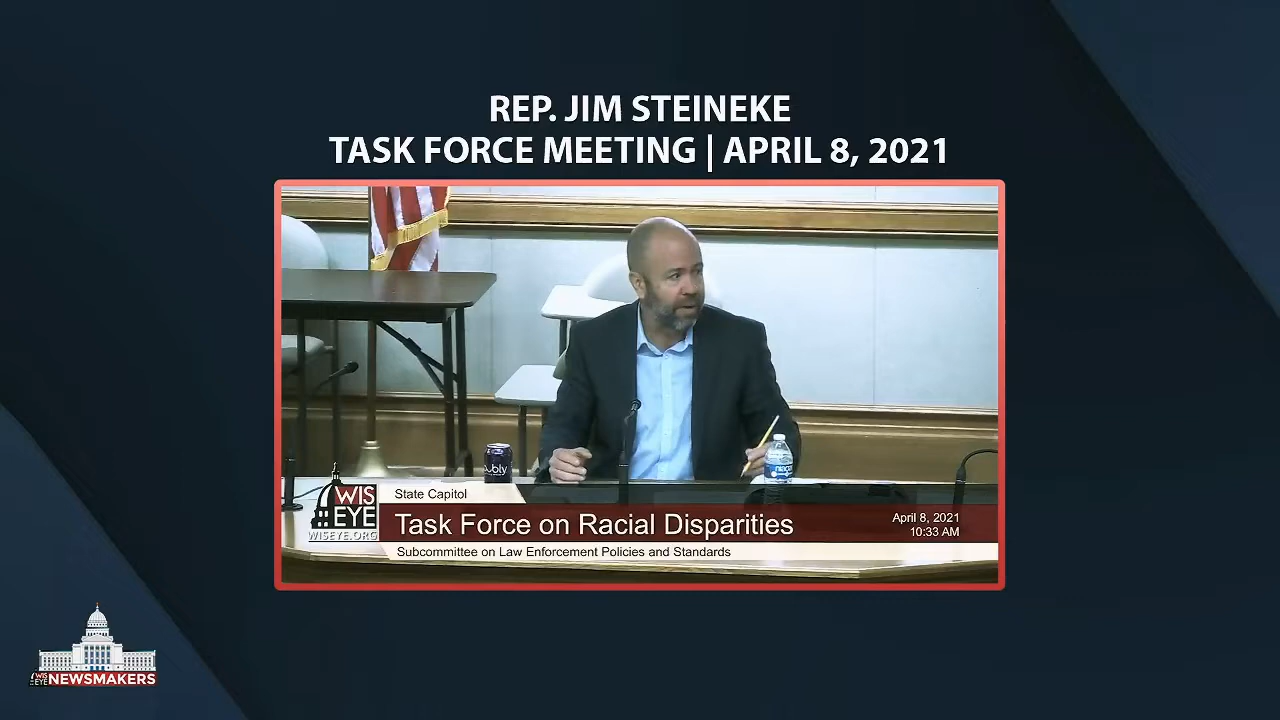 REP. JIM STEINEKE
TASK FORCE MEETING | APRIL 8, 2021
bubly
WIS
EYE
WISEYE.ORG
State Capitol
Task Force on Racial Disparities
April 8, 2021
10:33 AM
Subcommittee on Law Enforcement Policies and Standards
WIS
EYE
NEWSMAKERS